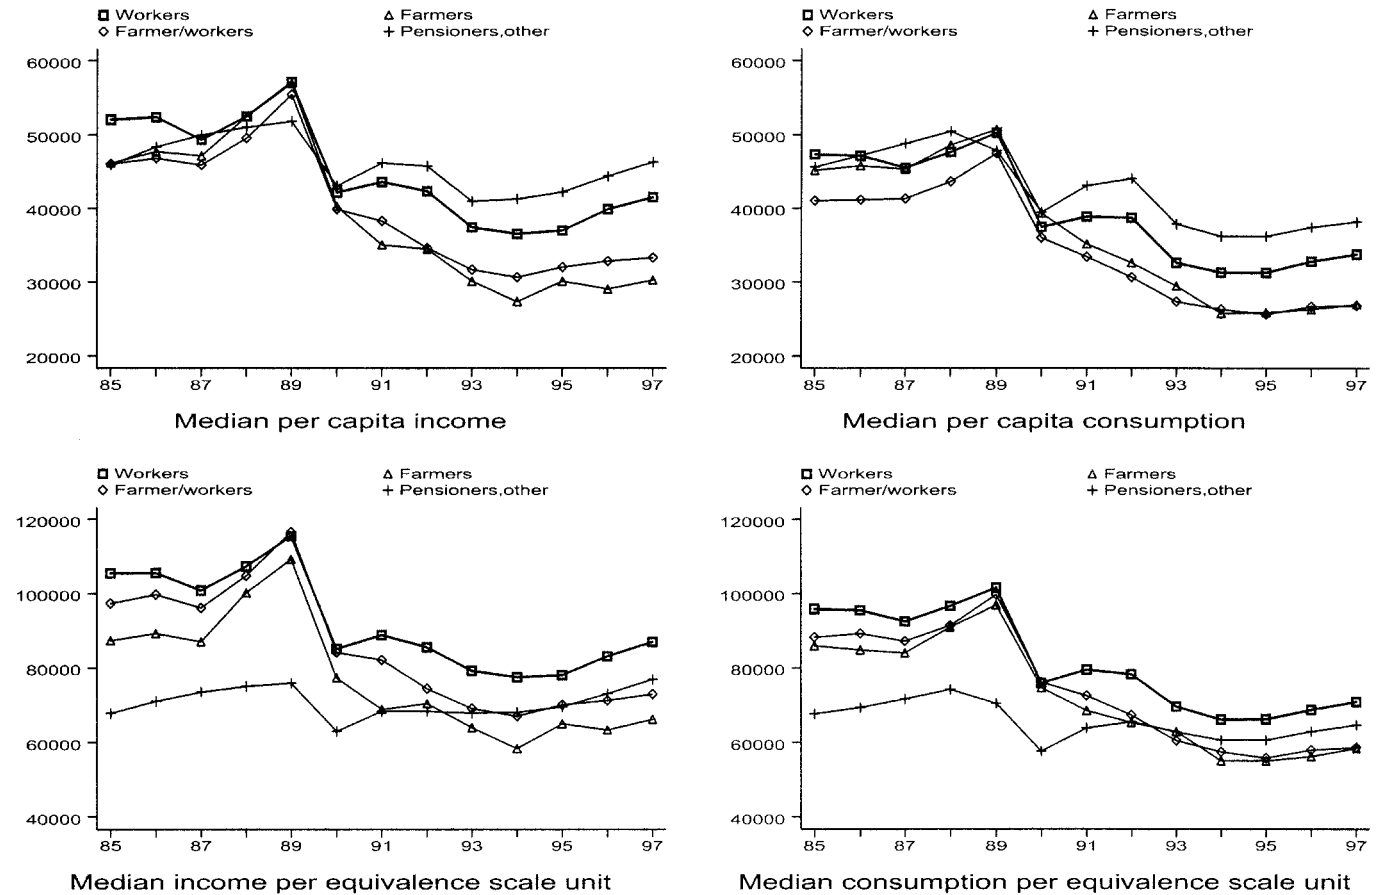 Workers Farmers
Farmer/workers Pensioners,other
60000
50000
40000
30000
20000
85 87 89 91 93 95 97
Median per capita income
Workers Farmers
Farmer/workers Pensioners,other
60000
50000
40000
30000
20000
85 87 89 91 93 95 97
Median per capita consumption
Workers Farmers
Farmer/workers Pensioners,other
120000
100000
80000
60000
40000
85 87 89 91 93 95 97
Median income per equivalence scale unit
Workers Farmers
Farmer/workers Pensioners,other
120000
100000
80000
60000
40000
85 87 89 91 93 95 97
Median consumption per equivalence scale unit